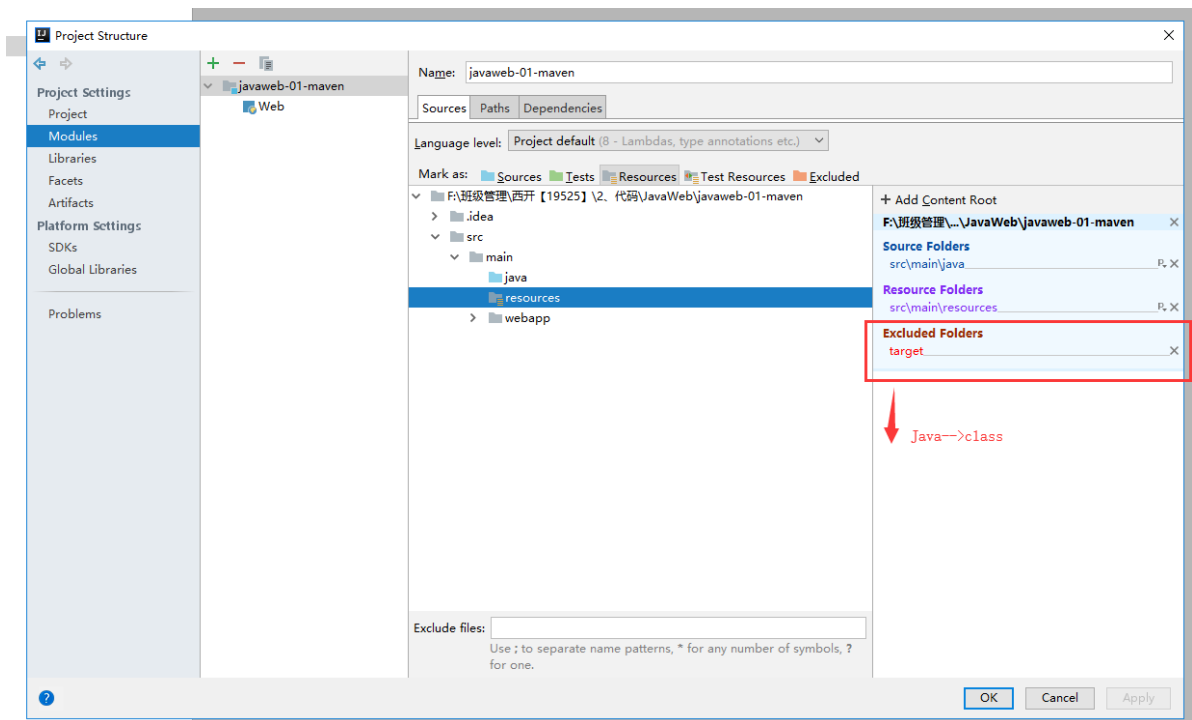 Project Structure
Project Settings
Project
Modules
Libraries
Facets
Artifacts
Platform Settings
SDKs
Global Libraries
Problems
javaweb-01-maven
Web
Name: javaweb-01-maven
Sources Paths Dependencies
Language level: Project default (8 - Lambdas, type annotations etc.)
Mark as: Sources Tests Resources Test Resources Excluded
F:\班级管理\西开【19525】\2、代码\JavaWeb\javaweb-01-maven
.idea
src
main
java
resources
webapp
Exclude files:
Use ; to separate name patterns, * for any number of symbols, ?
for one.
+ Add Content Root
F:\班级管理\...\JavaWeb\javaweb-01-maven
Source Folders
src\main\java
Resource Folders
src\main\resources
Excluded Folders
target
Java-->class
OK Cancel Apply